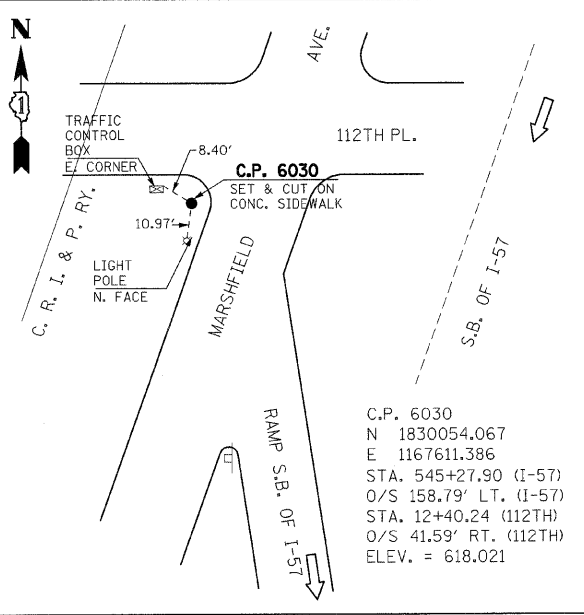 N
1
AVE.
TRAFFIC
CONTROL
BOX
E. CORNER
8.40'
112TH PL.
C.P. 6030
SET & CUT ON
CONC. SIDEWALK
10.97'
LIGHT
POLE
N. FACE
C. R. I. & P. RY.
MARSHFIELD
S.B. OF I-57
RAMP S.B. OF I-57
C.P. 6030
N 1830054.067
E 1167611.386
STA. 545+27.90 (I-57)
O/S 158.79' LT. (I-57)
STA. 12+40.24 (112TH)
O/S 41.59' RT. (112TH)
ELEV. = 618.021